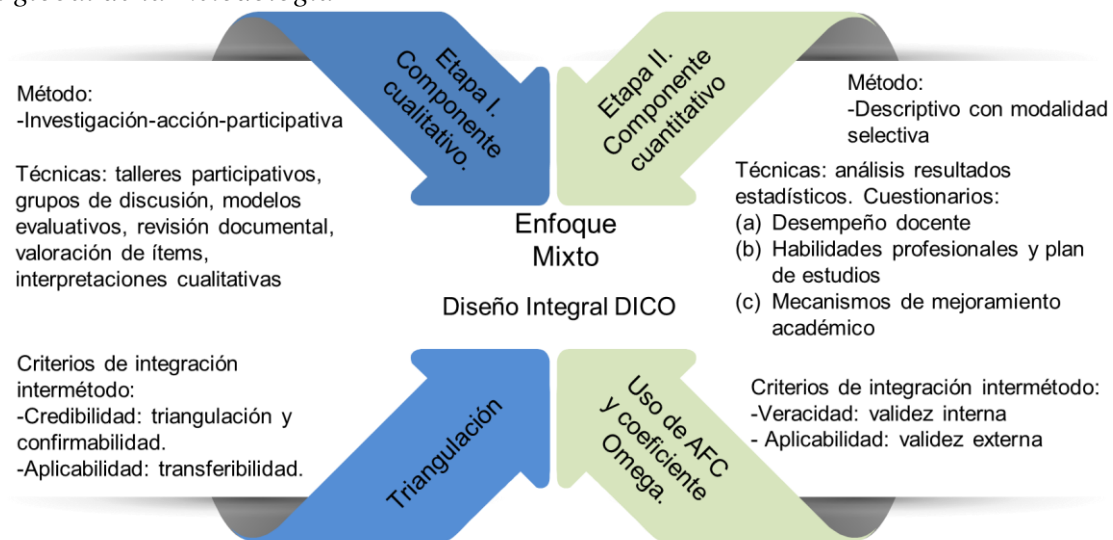 global de la metodología
Etapa I.
Componente
cualitativo.
Etapa II.
Componente
cuantitativo
Método:
-Investigación-acción-participativa
Técnicas: talleres participativos,
grupos de discusión, modelos
evaluativos, revisión documental,
valoración de ítems,
interpretaciones cualitativas
Método:
-Descriptivo con modalidad
selectiva
Técnicas: análisis resultados
estadísticos. Cuestionarios:
(a) Desempeño docente
(b) Habilidades profesionales y plan
de estudios
(c) Mecanismos de mejoramiento
académico
Enfoque
Mixto
Diseño Integral DICO
Criterios de integración
intermétodo:
-Credibilidad: triangulación y
confirmabilidad.
-Aplicabilidad: transferibilidad.
Triangulación
Uso de AFC
y coeficiente
Omega.
Criterios de integración intermétodo:
-Veracidad: validez interna
- Aplicabilidad: validez externa